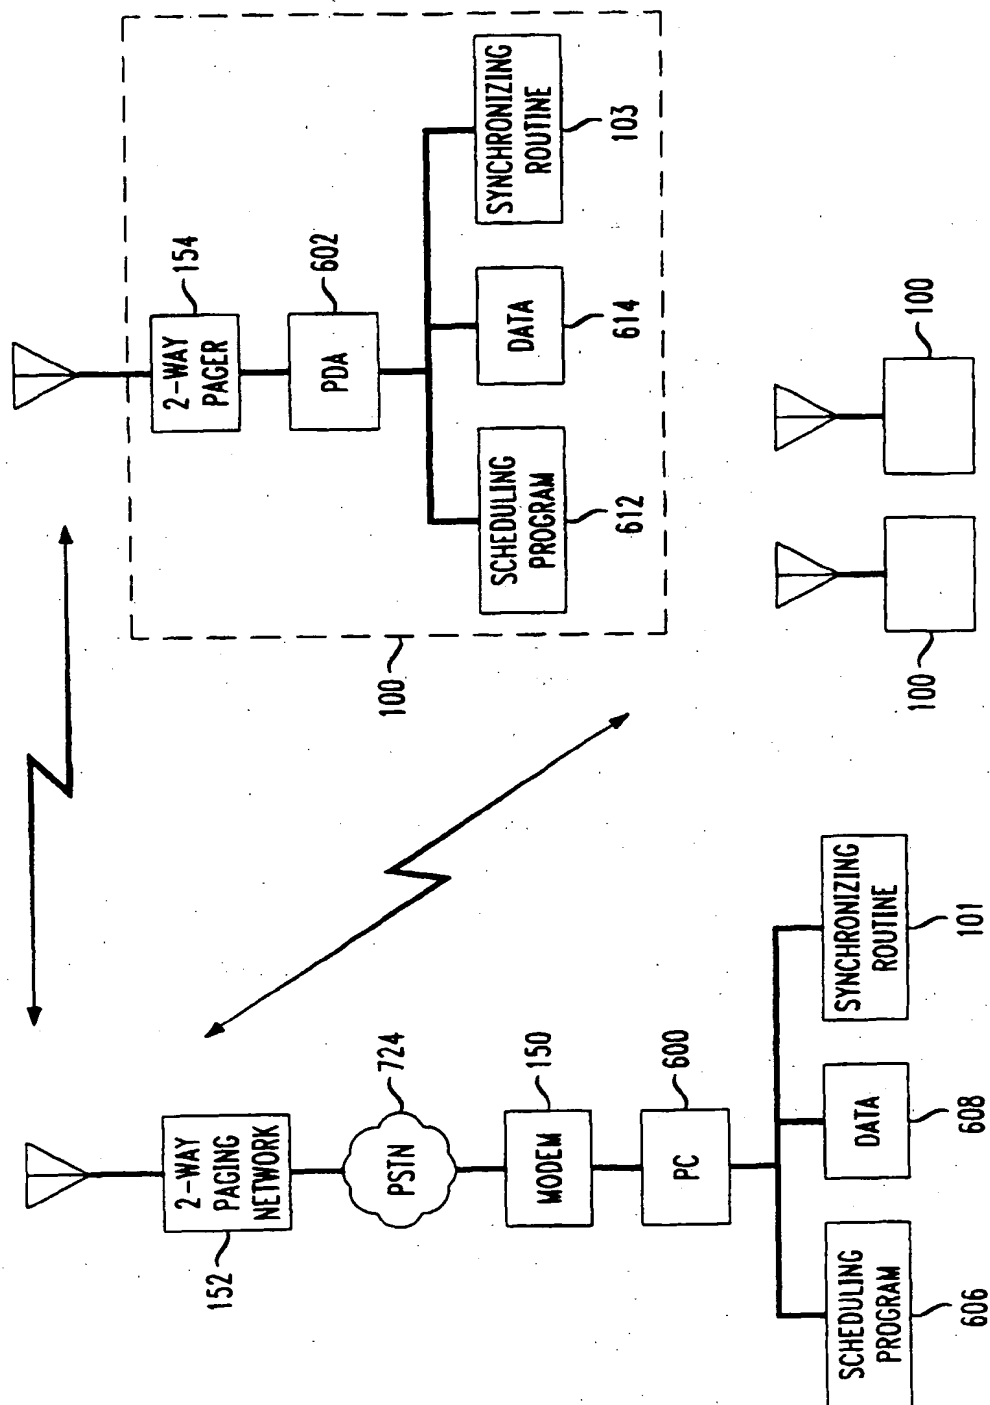 2-WAY
PAGER
154
PDA
602
SCHEDULING
PROGRAM
612
DATA
614
SYNCHRONIZING
ROUTINE
103
100
2-WAY
PAGING
NETWORK
152
PSTN
724
MODEM
150
PC
600
SCHEDULING
PROGRAM
606
DATA
608
SYNCHRONIZING
ROUTINE
101
100
100